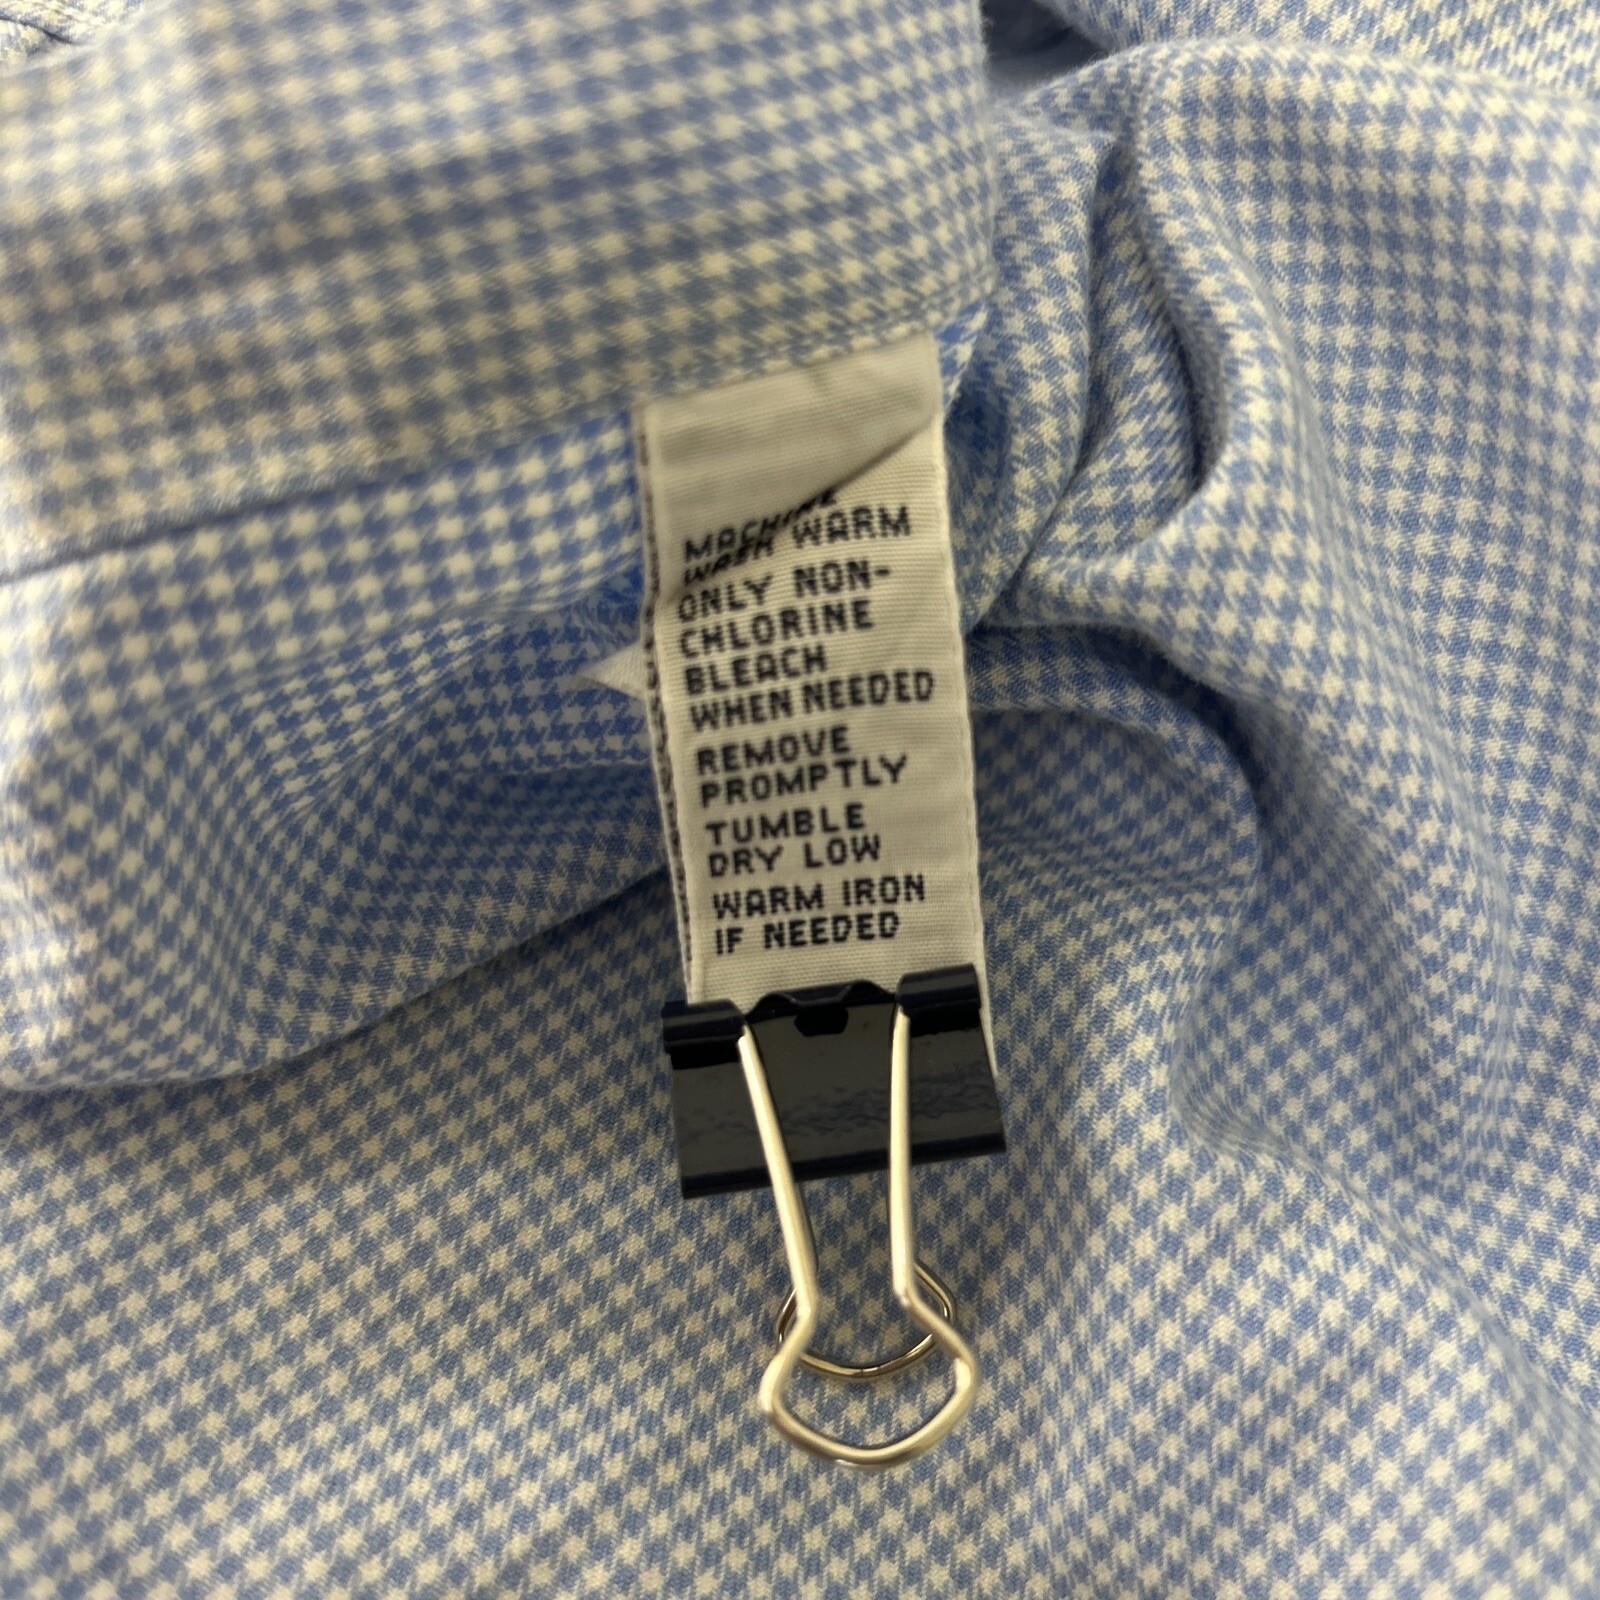 MACHINE
WASH WARM
ONLY NON-
CHLORINE
BLEACH
WHEN NEEDED
REMOVE
PROMPTLY
TUMBLE
DRY LOW
WARM IRON
IF NEEDED